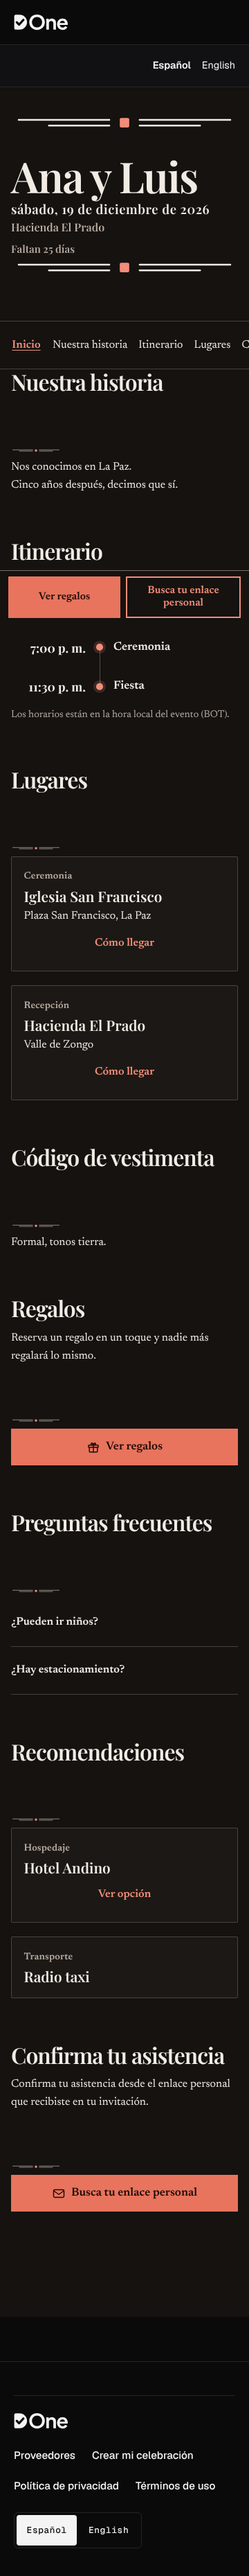 One
Español English
Ana y Luis
sábado, 19 de diciembre de 2026
Hacienda El Prado
Faltan 25 días
Inicio Nuestra historia Itinerario Lugares C
Nuestra historia
Nos conocimos en La Paz.
Cinco años después, decimos que sí.
Itinerario
Ver regalos
Busca tu enlace
personal
7:00 p. m. Ceremonia
11:30 p. m. Fiesta
Los horarios están en la hora local del evento (BOT).
Lugares
Ceremonia
Iglesia San Francisco
Plaza San Francisco, La Paz
Cómo llegar
Recepción
Hacienda El Prado
Valle de Zongo
Cómo llegar
Código de vestimenta
Formal, tonos tierra.
Regalos
Reserva un regalo en un toque y nadie más
regalará lo mismo.
Ver regalos
Preguntas frecuentes
¿Pueden ir niños?
¿Hay estacionamiento?
Recomendaciones
Hospedaje
Hotel Andino
Ver opción
Transporte
Radio taxi
Confirma tu asistencia
Confirma tu asistencia desde el enlace personal
que recibiste en tu invitación.
Busca tu enlace personal
One
Proveedores Crear mi celebración
Política de privacidad Términos de uso
Español English